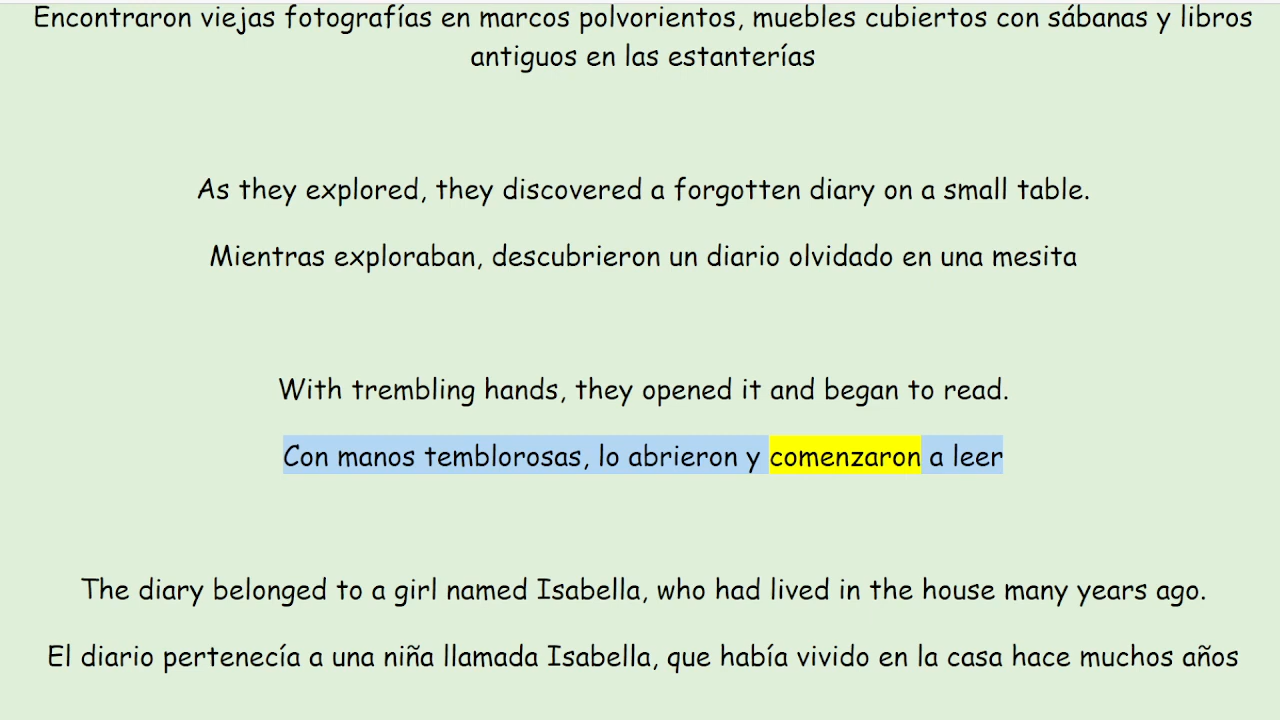 Encontraron viejas fotografías en marcos polvorientos, muebles cubiertos con sábanas y libros
antiguos en las estanterías
As they explored, they discovered a forgotten diary on a small table.
Mientras exploraban, descubrieron un diario olvidado en una mesita
With trembling hands, they opened it and began to read.
Con manos temblorosas, lo abrieron y comenzaron a leer
The diary belonged to a girl named Isabella, who had lived in the house many years ago.
El diario pertenecía a una niña llamada Isabella, que había vivido en la casa hace muchos años